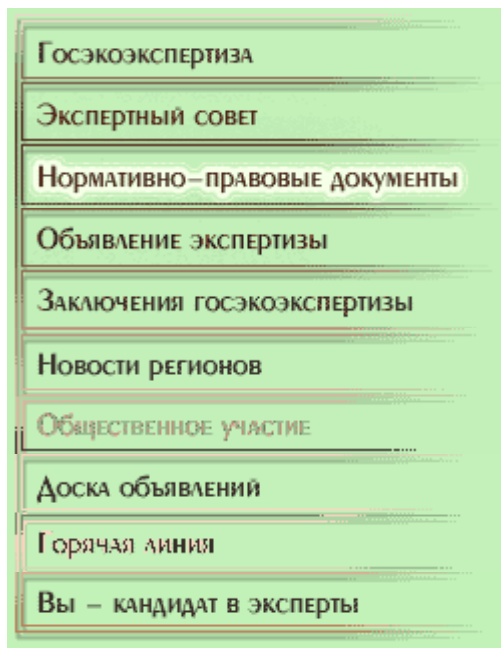 Госэкоэкспертиза
Экспертный совет
Нормативно–правовые документы
Объявление экспертизы
Заключения госэкоэкспертизы
Новости регионов
Общественное участие
Доска объявлений
Горячая линия
Вы – кандидат в эксперты